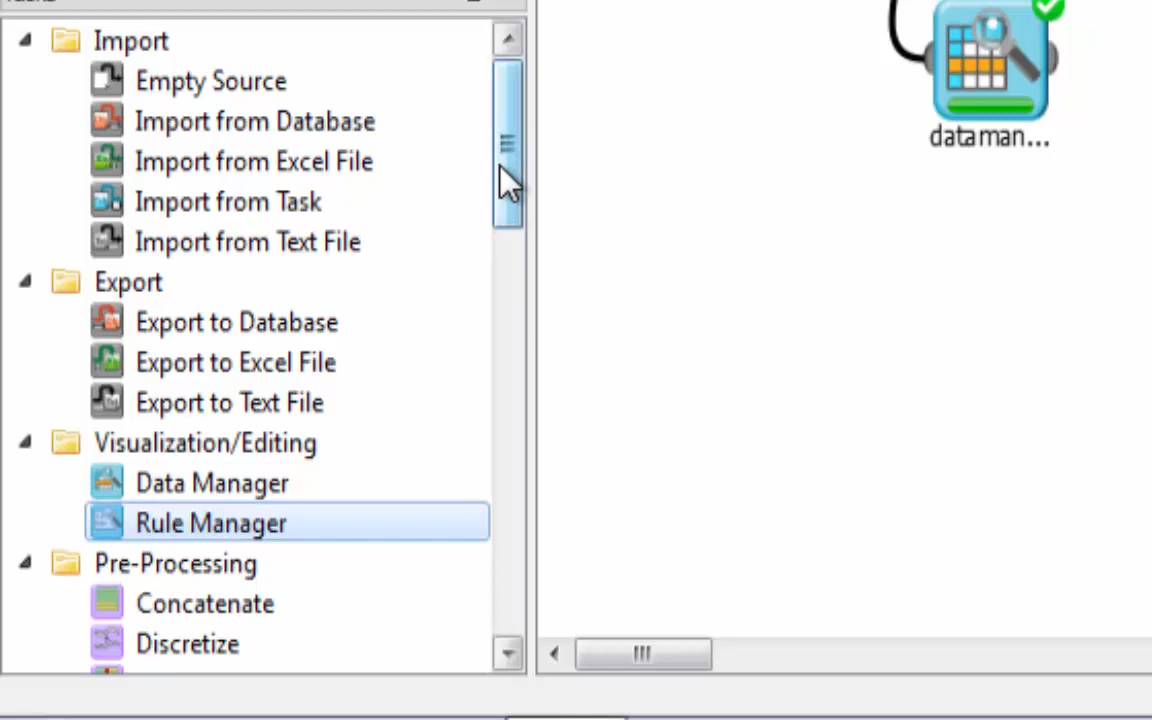 Import
Empty Source
Import from Database
Import from Excel File
Import from Task
Import from Text File
Export
Export to Database
Export to Excel File
Export to Text File
Visualization/Editing
Data Manager
Rule Manager
Pre-Processing
Concatenate
Discretize
dataman...